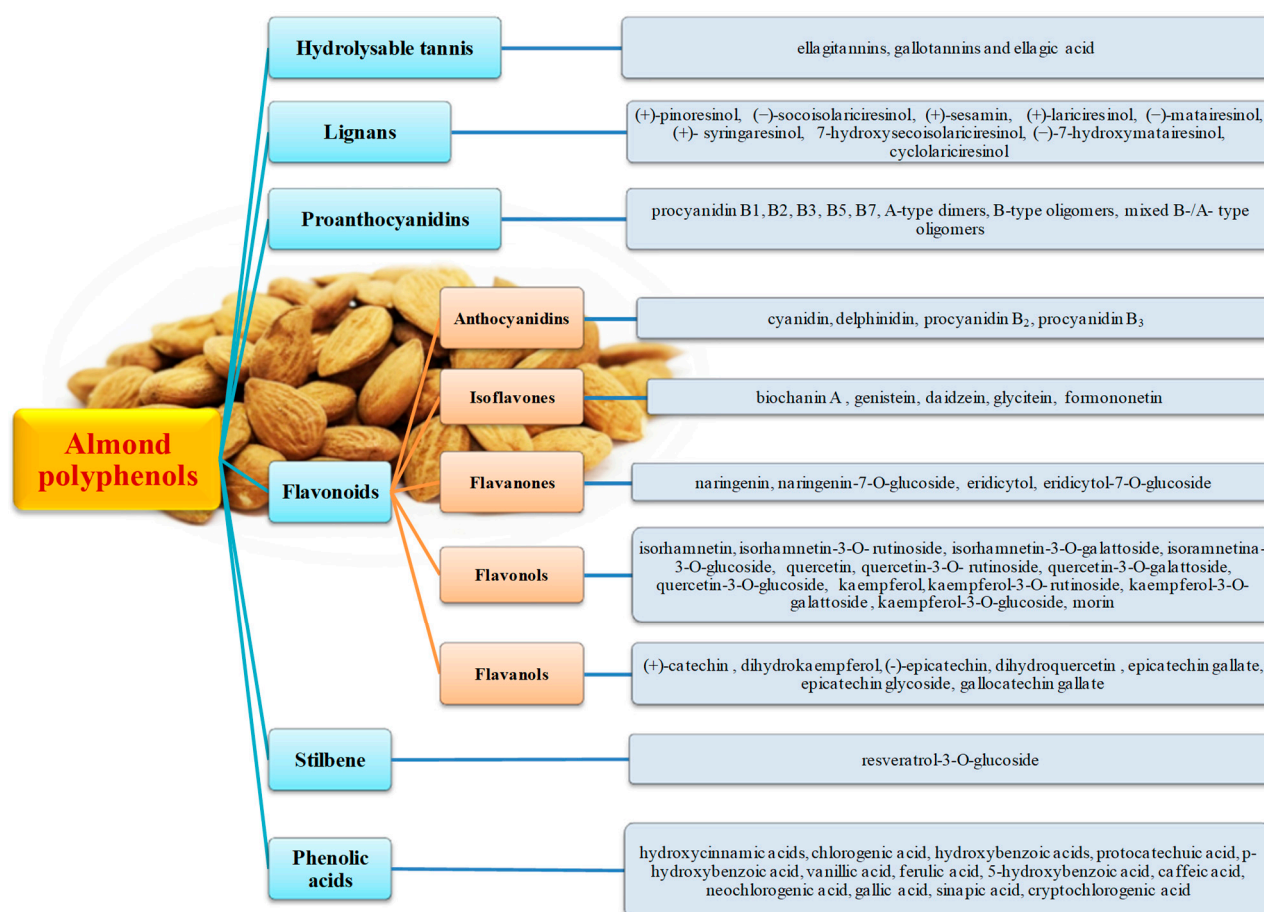 Hydrolysable tannis
ellagitannins, gallotannins and ellagic acid
Lignans
(+)-pinoresinol, (−)-socoisolariciresinol, (+)-sesamin, (+)-lariciresinol, (−)-matairesinol,
(+)- syringaresinol, 7-hydroxysecoisolariciresinol, (−)-7-hydroxymatairesinol,
cyclolariciresinol
Proanthocyanidins
procyanidin B1, B2, B3, B5, B7, A-type dimers, B-type oligomers, mixed B-/A- type
oligomers
Almond
polyphenols
Flavonoids
Anthocyanidins
cyanidin, delphinidin, procyanidin B₂, procyanidin B₃
Isoflavones
biochanin A , genistein, daidzein, glycitein, formononetin
Flavanones
naringenin, naringenin-7-O-glucoside, eridicytol, eridicytol-7-O-glucoside
Flavonols
isorhamnetin, isorhamnetin-3-O- rutinoside, isorhamnetin-3-O-galattoside, isoramnetina-
3-O-glucoside, quercetin, quercetin-3-O- rutinoside, quercetin-3-O-galattoside,
quercetin-3-O-glucoside, kaempferol, kaempferol-3-O- rutinoside, kaempferol-3-O-
galattoside , kaempferol-3-O-glucoside, morin
Flavanols
(+)-catechin , dihydrokaempferol, (-)-epicatechin, dihydroquercetin , epicatechin gallate,
epicatechin glycoside, gallocatechin gallate
Stilbene
resveratrol-3-O-glucoside
Phenolic
acids
hydroxycinnamic acids, chlorogenic acid, hydroxybenzoic acids, protocatechuic acid, p-
hydroxybenzoic acid, vanillic acid, ferulic acid, 5-hydroxybenzoic acid, caffeic acid,
neochlorogenic acid, gallic acid, sinapic acid, cryptochlorogenic acid